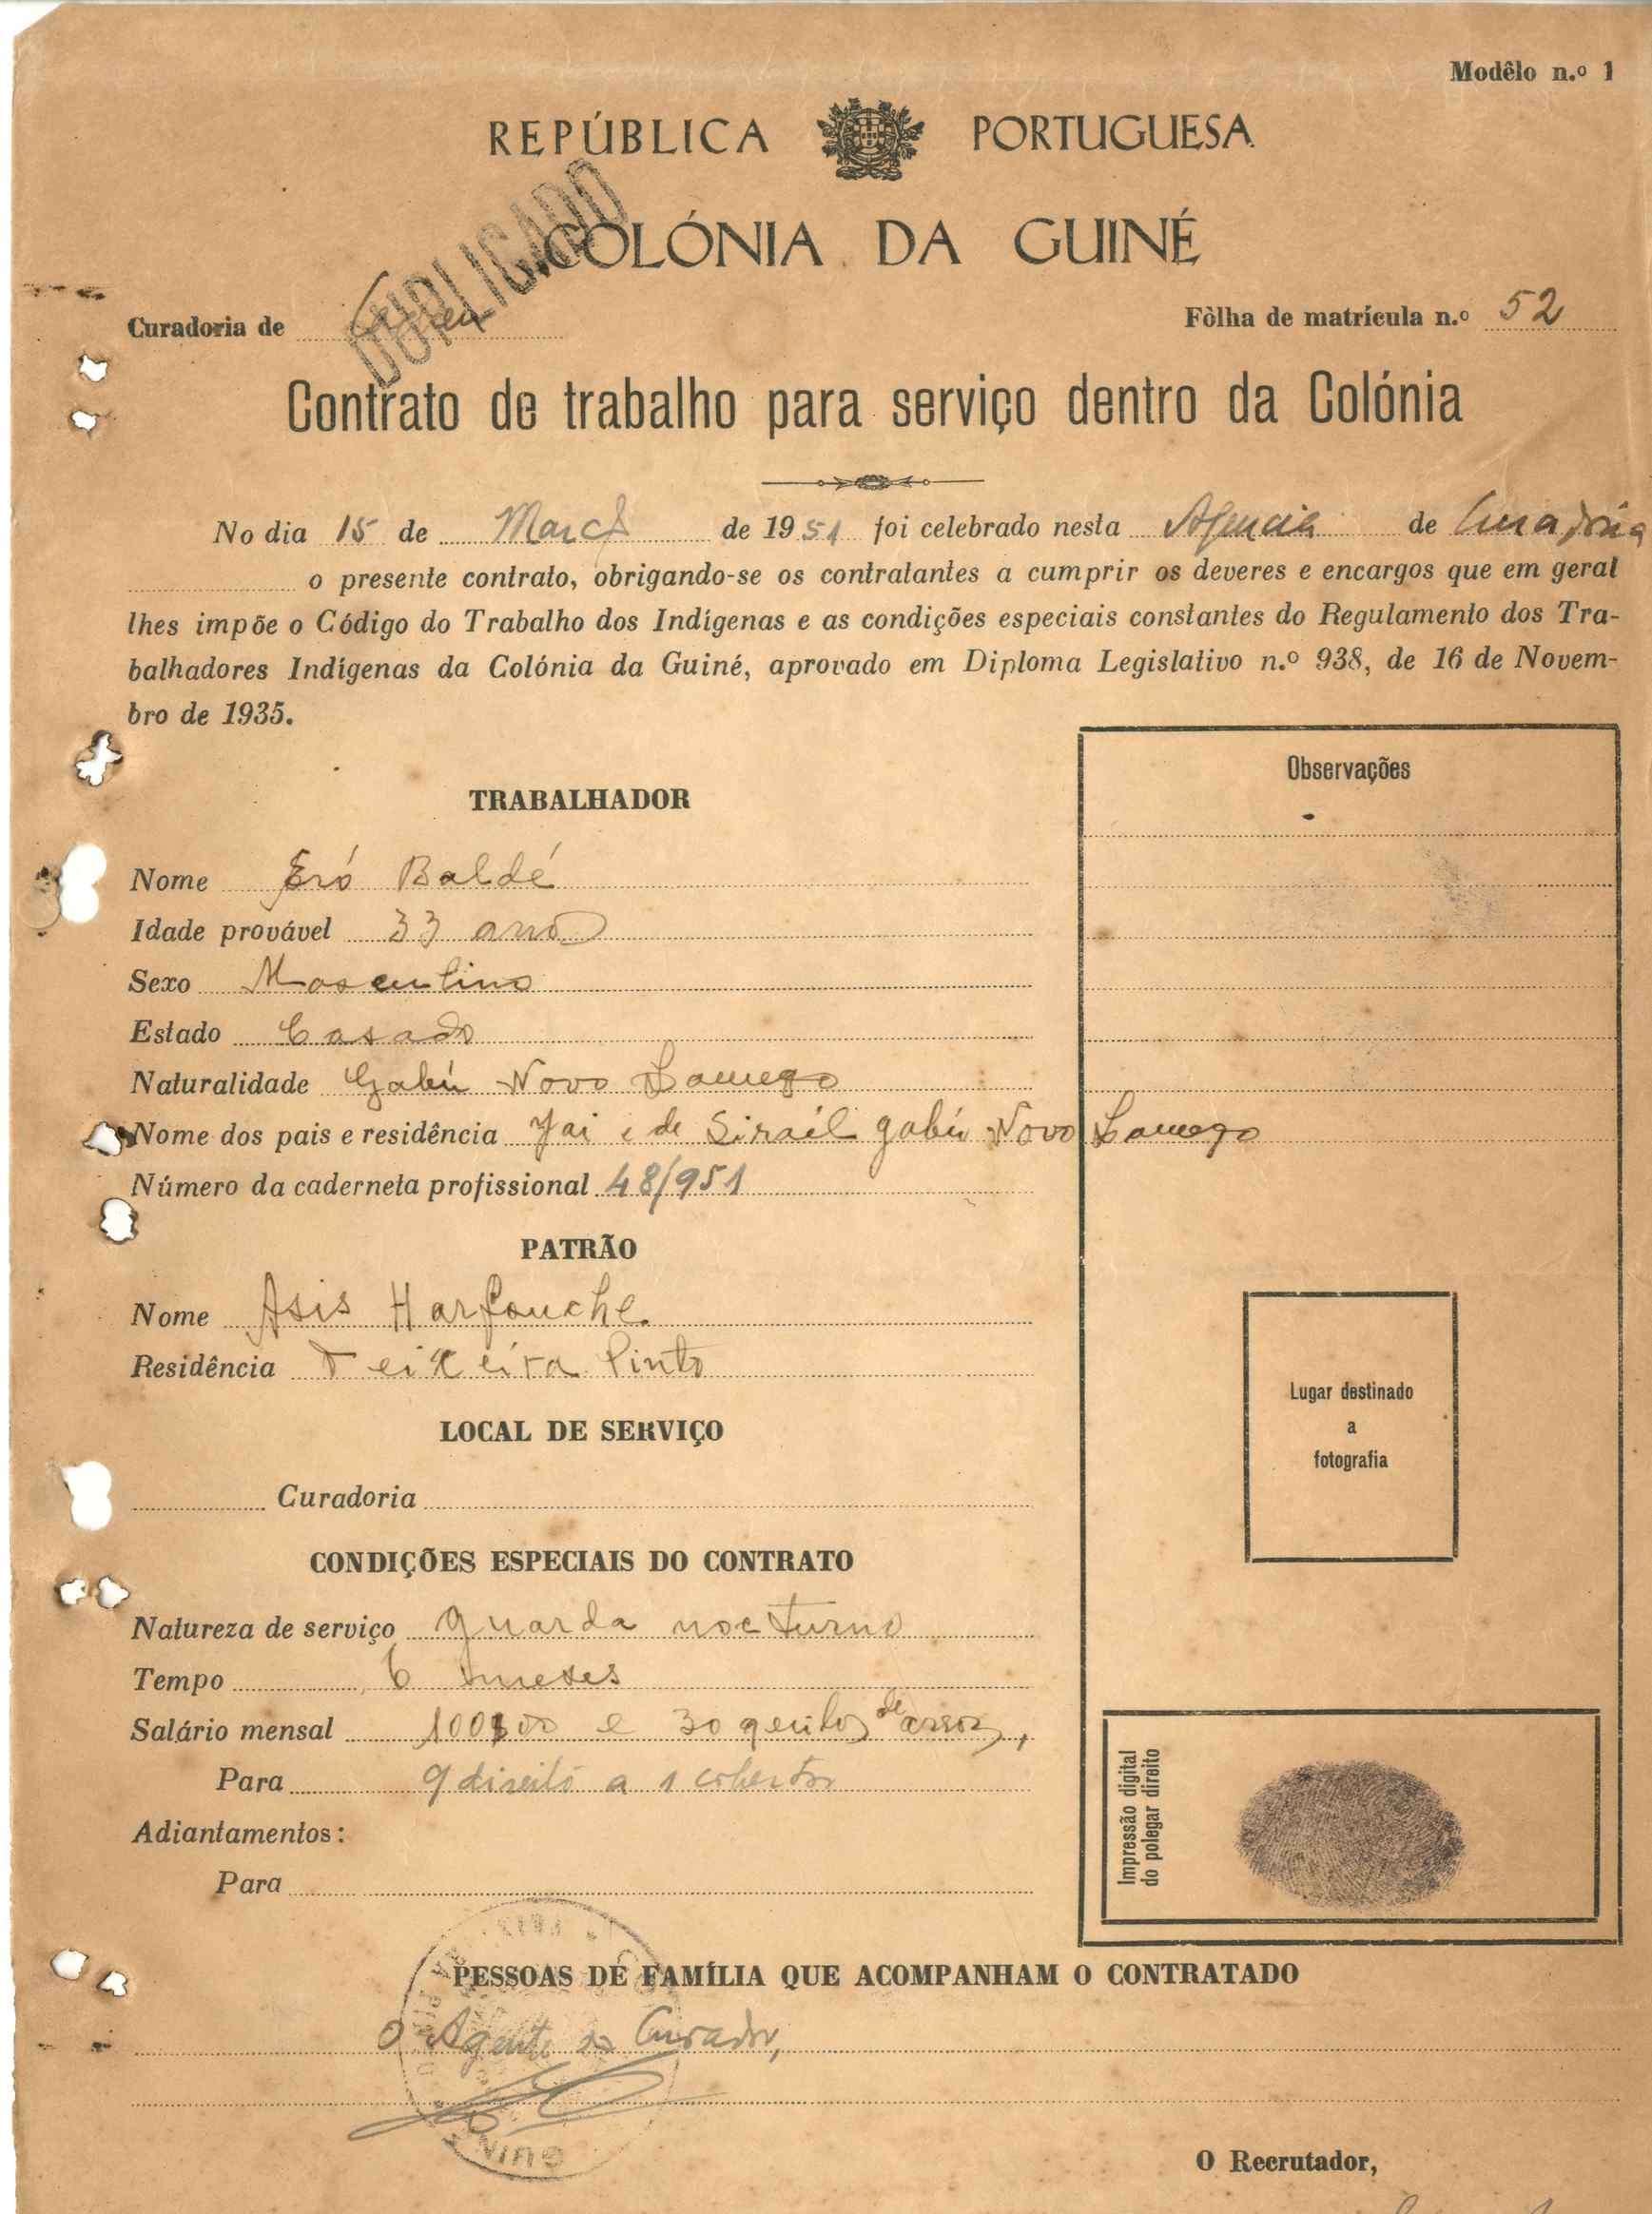 Modêlo n.º 1
REPÚBLICA PORTUGUESA
COLÓNIA DA GUINÉ
DUPLICADO
Curadoria de
Fôlha de matrícula n.º 52
Contrato de trabalho para serviço dentro da Colónia
No dia 15 de Março de 1951 foi celebrado nesta Agencia de Curadoria
o presente contrato, obrigando-se os contratantes a cumprir os deveres e encargos que em geral
lhes impõe o Código do Trabalho dos Indígenas e as condições especiais constantes do Regulamento dos Tra-
balhadores Indígenas da Colónia da Guiné, aprovado em Diploma Legislativo n.º 938, de 16 de Novem-
bro de 1935.
Observações
TRABALHADOR
Nome Eró Baldé
Idade provável 33 anos
Sexo Masculino
Estado Casado
Naturalidade Gabú Novo Lamego
Nome dos pais e residência Jai e de Siraíl gabú Novo Lamego
Número da caderneta profissional 48/951
PATRÃO
Nome Asis Harfouche
Residência Teixeira Pinto
Lugar destinado
a
fotografia
LOCAL DE SERVIÇO
Curadoria
CONDIÇÕES ESPECIAIS DO CONTRATO
Natureza de serviço guarda nocturno
Tempo 6 meses
Salário mensal 100$00 e 30 quilos de arroz,
Para direito a 1 cobertor
Adiantamentos:
Para
Impressão digital
do polegar direito
PESSOAS DE FAMÍLIA QUE ACOMPANHAM O CONTRATADO
O Agente do Curador,
O Recrutador,